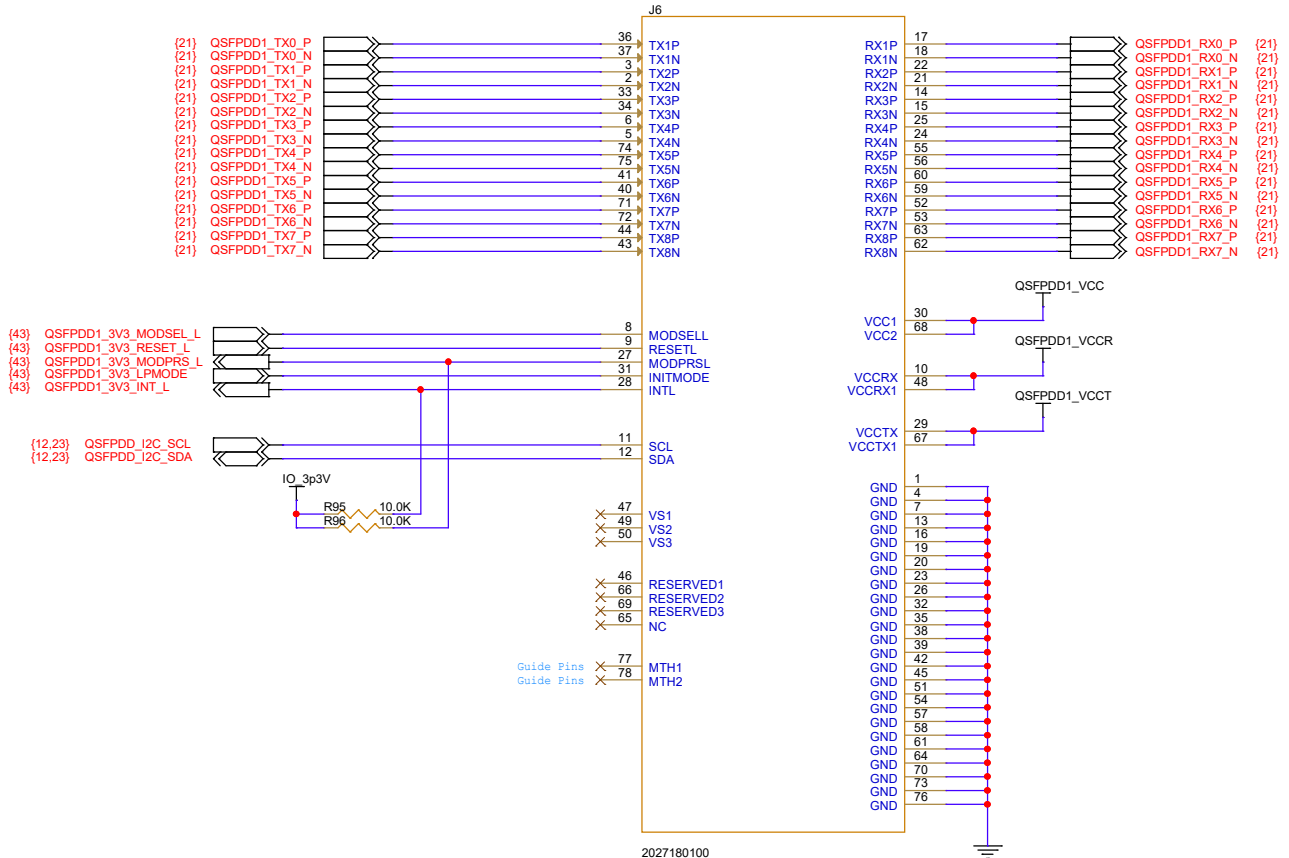 J6
{21} QSFPDD1_TX0_P 36 TX1P RX1P 17 QSFPDD1_RX0_P {21}
{21} QSFPDD1_TX0_N 37 TX1N RX1N 18 QSFPDD1_RX0_N {21}
{21} QSFPDD1_TX1_P 3 TX2P RX2P 22 QSFPDD1_RX1_P {21}
{21} QSFPDD1_TX1_N 2 TX2N RX2N 21 QSFPDD1_RX1_N {21}
{21} QSFPDD1_TX2_P 33 TX3P RX3P 14 QSFPDD1_RX2_P {21}
{21} QSFPDD1_TX2_N 34 TX3N RX3N 15 QSFPDD1_RX2_N {21}
{21} QSFPDD1_TX3_P 6 TX4P RX4P 25 QSFPDD1_RX3_P {21}
{21} QSFPDD1_TX3_N 5 TX4N RX4N 24 QSFPDD1_RX3_N {21}
{21} QSFPDD1_TX4_P 74 TX5P RX5P 55 QSFPDD1_RX4_P {21}
{21} QSFPDD1_TX4_N 75 TX5N RX5N 56 QSFPDD1_RX4_N {21}
{21} QSFPDD1_TX5_P 41 TX6P RX6P 60 QSFPDD1_RX5_P {21}
{21} QSFPDD1_TX5_N 40 TX6N RX6N 59 QSFPDD1_RX5_N {21}
{21} QSFPDD1_TX6_P 71 TX7P RX7P 52 QSFPDD1_RX6_P {21}
{21} QSFPDD1_TX6_N 72 TX7N RX7N 53 QSFPDD1_RX6_N {21}
{21} QSFPDD1_TX7_P 44 TX8P RX8P 63 QSFPDD1_RX7_P {21}
{21} QSFPDD1_TX7_N 43 TX8N RX8N 62 QSFPDD1_RX7_N {21}
QSFPDD1_VCC
VCC1 30
VCC2 68
QSFPDD1_VCCR
VCCRX 10
VCCRX1 48
QSFPDD1_VCCT
VCCTX 29
VCCTX1 67
{43} QSFPDD1_3V3_MODSEL_L 8 MODSELL
{43} QSFPDD1_3V3_RESET_L 9 RESETL
{43} QSFPDD1_3V3_MODPRS_L 27 MODPRSL
{43} QSFPDD1_3V3_LPMODE 31 INITMODE
{43} QSFPDD1_3V3_INT_L 28 INTL
{12,23} QSFPDD_I2C_SCL 11 SCL
{12,23} QSFPDD_I2C_SDA 12 SDA
IO_3p3V
R95 10.0K
R96 10.0K
47 VS1
49 VS2
50 VS3
46 RESERVED1
66 RESERVED2
69 RESERVED3
65 NC
Guide Pins 77 MTH1
Guide Pins 78 MTH2
GND 1
GND 4
GND 7
GND 13
GND 16
GND 19
GND 20
GND 23
GND 26
GND 32
GND 35
GND 38
GND 39
GND 42
GND 45
GND 51
GND 54
GND 57
GND 58
GND 61
GND 64
GND 70
GND 73
GND 76
2027180100